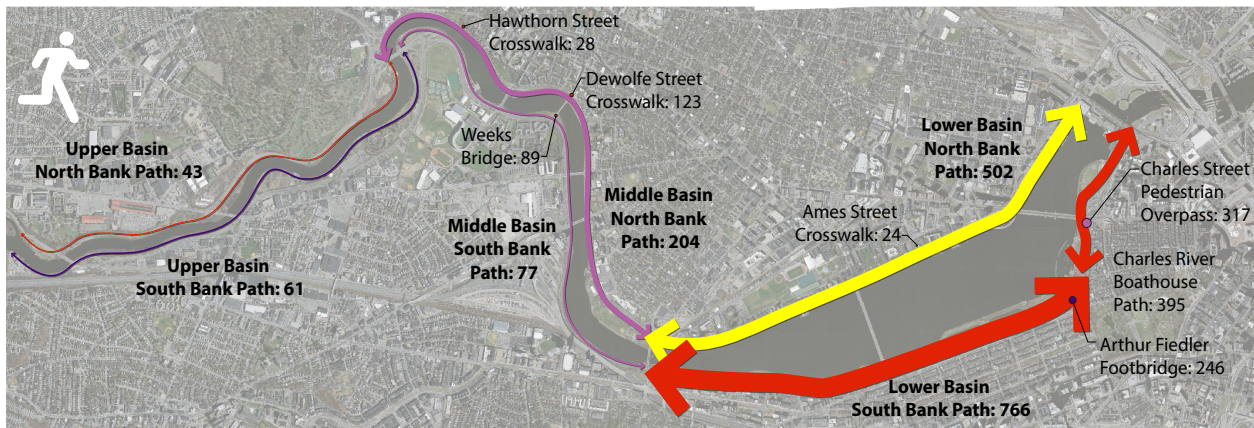 Hawthorn Street
Crosswalk: 28
Dewolfe Street
Crosswalk: 123
Weeks
Bridge: 89
Upper Basin
North Bank Path: 43
Upper Basin
South Bank Path: 61
Middle Basin
South Bank
Path: 77
Middle Basin
North Bank
Path: 204
Ames Street
Crosswalk: 24
Lower Basin
North Bank
Path: 502
Charles Street
Pedestrian
Overpass: 317
Charles River
Boathouse
Path: 395
Arthur Fiedler
Footbridge: 246
Lower Basin
South Bank Path: 766